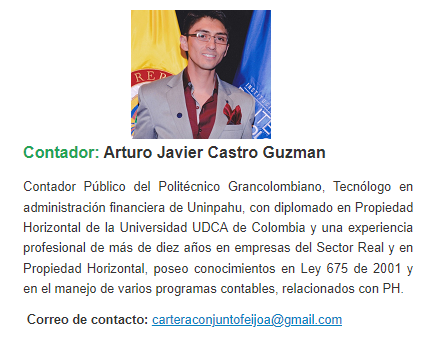 Contador: Arturo Javier Castro Guzman
Contador Público del Politécnico Grancolombiano, Tecnólogo en
administración financiera de Uninpahu, con diplomado en Propiedad
Horizontal de la Universidad UDCA de Colombia y una experiencia
profesional de más de diez años en empresas del Sector Real y en
Propiedad Horizontal, poseo conocimientos en Ley 675 de 2001 y
en el manejo de varios programas contables, relacionados con PH.
Correo de contacto: carteraconjuntofeijoa@gmail.com